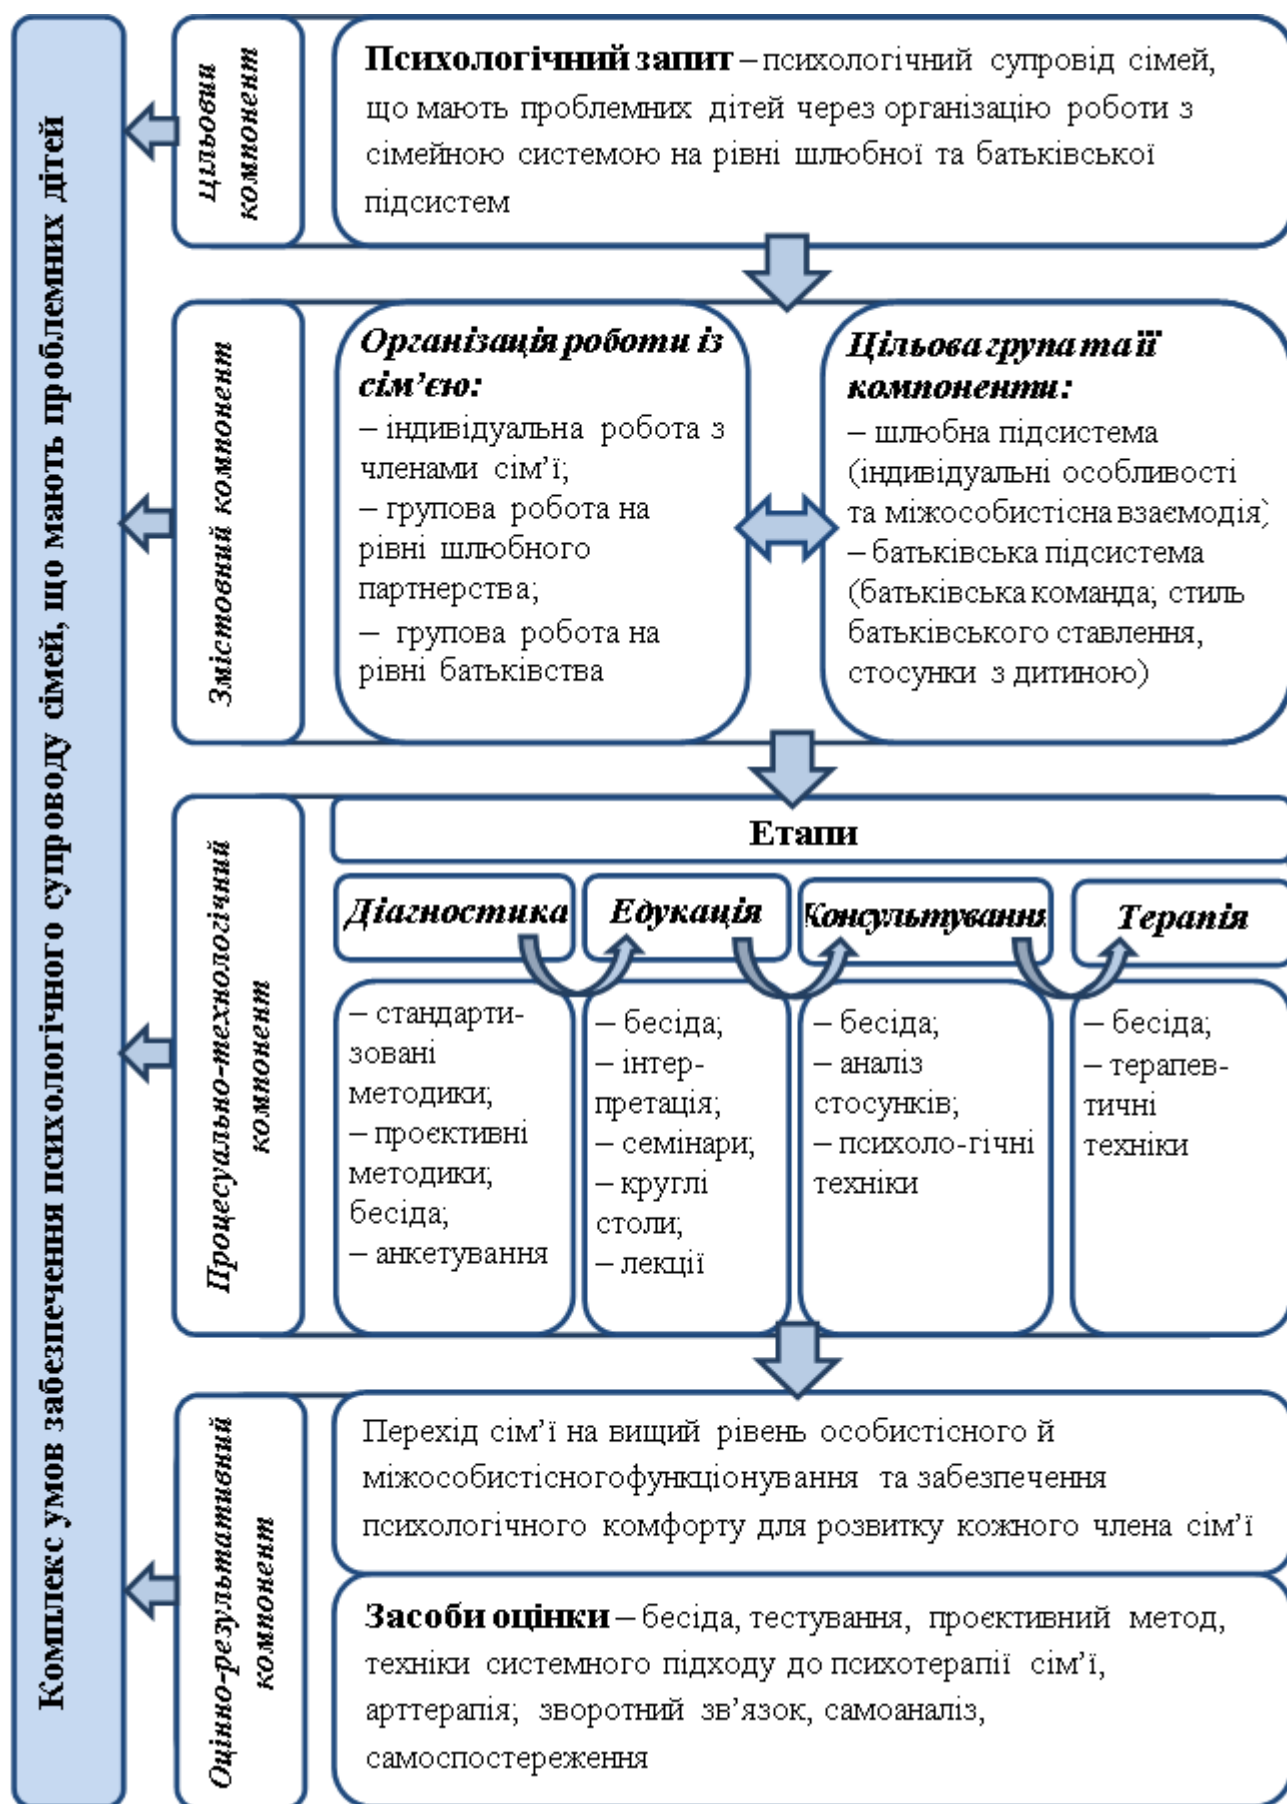 Комплекс умов забезпечення психологічного супроводу сімей, що мають проблемних дітей
Цільовий
компонент
Психологічний запит – психологічний супровід сімей,
що мають проблемних дітей через організацію роботи з
сімейною системою на рівні шлюбної та батьківської
підсистем
Змістовний компонент
Організація роботи із
сім’єю:
– індивідуальна робота з
членами сім’ї;
– групова робота на
рівні шлюбного
партнерства;
– групова робота на
рівні батьківства
Цільова група та її
компоненти:
– шлюбна підсистема
(індивідуальні особливості
та міжособистісна взаємодія)
– батьківська підсистема
(батьківська команда; стиль
батьківського ставлення,
стосунки з дитиною)
Процесуально-технологічний
компонент
Етапи
Діагностика
Едукація
Консультування
Терапія
– стандарти-
зовані
методики;
– проєктивні
методики;
бесіда;
– анкетування
– бесіда;
– інтер-
претація;
– семінари;
– круглі
столи;
– лекції
– бесіда;
– аналіз
стосунків;
– психоло-гічні
техніки
– бесіда;
– терапев-
тичні
техніки
Оцінно-результативний
компонент
Перехід сім’ї на вищий рівень особистісного й
міжособистісногофункціонування та забезпечення
психологічного комфорту для розвитку кожного члена сім’ї
Засоби оцінки – бесіда, тестування, проєктивний метод,
техніки системного підходу до психотерапії сім’ї,
арттерапія; зворотний зв’язок, самоаналіз,
самоспостереження